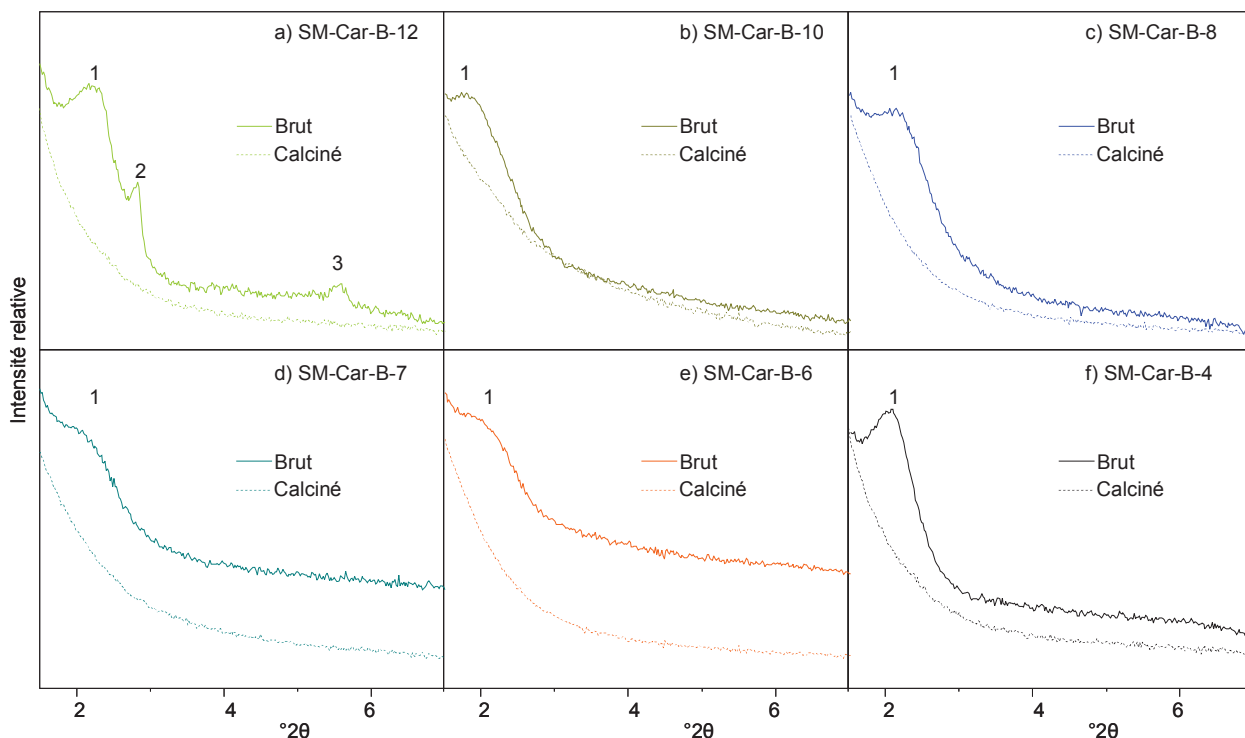 a) SM-Car-B-12
1
2
3
Brut
Calciné
b) SM-Car-B-10
1
Brut
Calciné
c) SM-Car-B-8
1
Brut
Calciné
Intensité relative
d) SM-Car-B-7
1
Brut
Calciné
e) SM-Car-B-6
1
Brut
Calciné
f) SM-Car-B-4
1
Brut
Calciné
2 4 6
2 4 6
2 4 6
°2θ
°2θ
°2θ